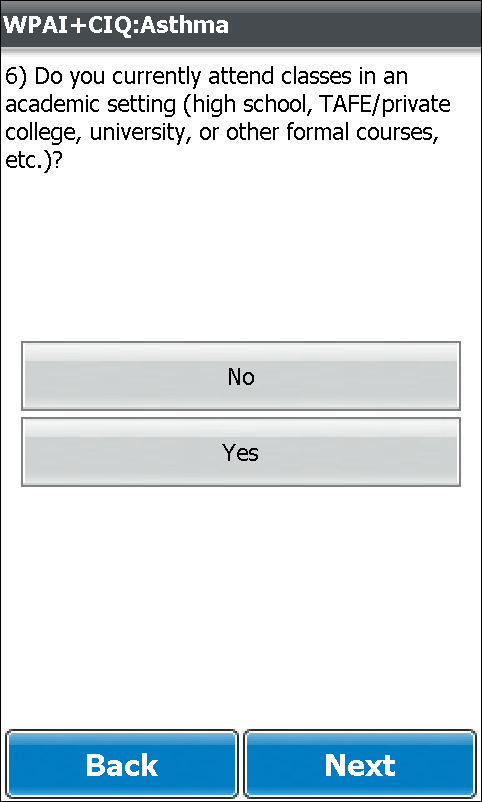 WPAI+CIQ:Asthma
6) Do you currently attend classes in an
academic setting (high school, TAFE/private
college, university, or other formal courses,
etc.)?
No
Yes
Back
Next